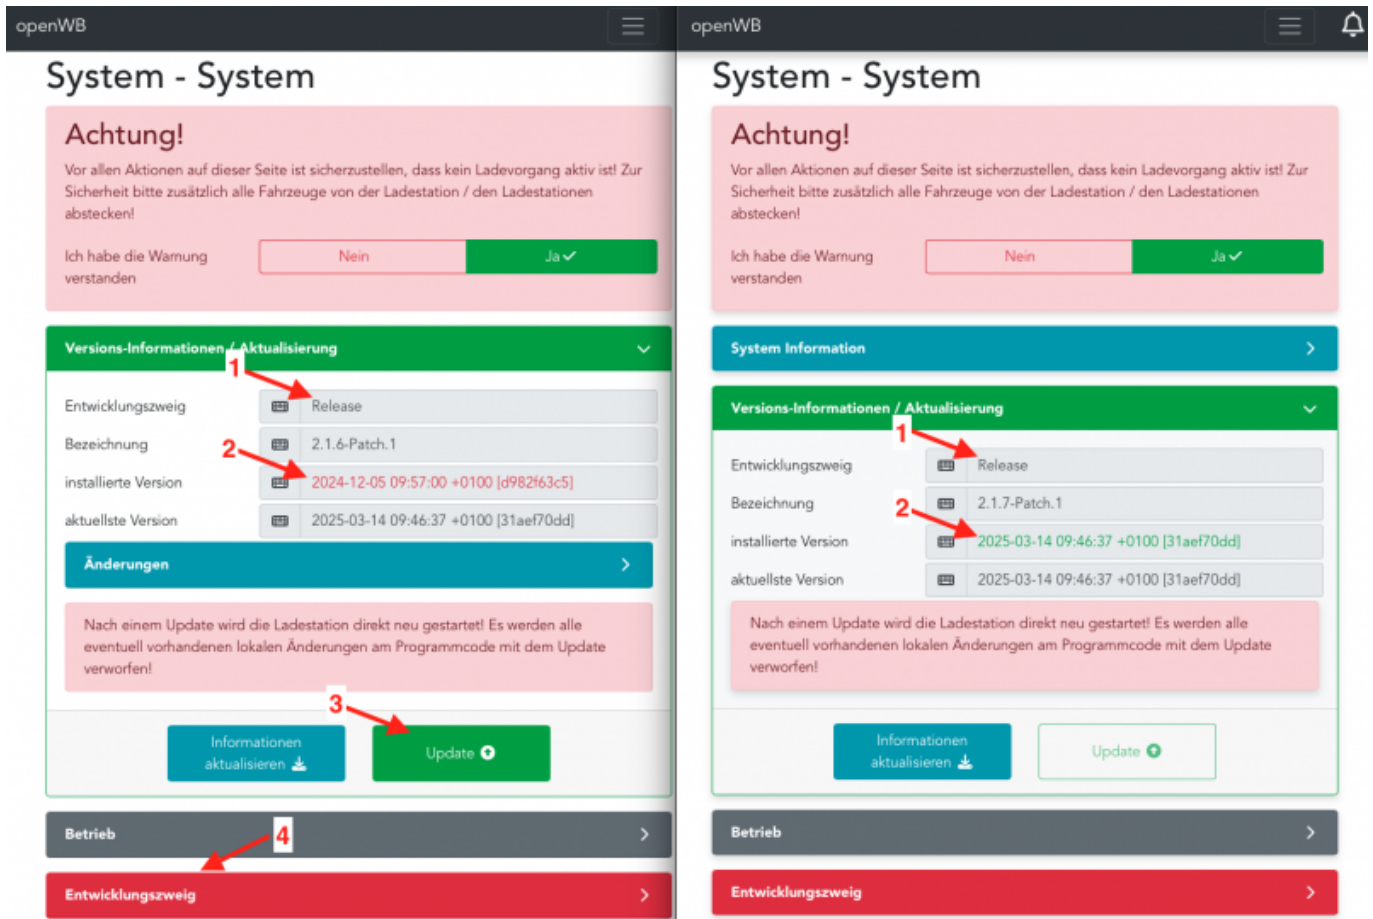 openWB
System - System
Achtung!
Vor allen Aktionen auf dieser Seite ist sicherzustellen, dass kein Ladevorgang aktiv ist! Zur
Sicherheit bitte zusätzlich alle Fahrzeuge von der Ladestation / den Ladestationen
abstecken!
Ich habe die Warnung
verstanden
Nein
Ja
Versions-Informationen / Aktualisierung
1
Entwicklungszweig
Release
Bezeichnung
2.1.6-Patch.1
2
installierte Version
2024-12-05 09:57:00 +0100 [d982f63c5]
aktuellste Version
2025-03-14 09:46:37 +0100 [31aef70dd]
Änderungen
Nach einem Update wird die Ladestation direkt neu gestartet! Es werden alle
eventuell vorhandenen lokalen Änderungen am Programmcode mit dem Update
verworfen!
3
Informationen
aktualisieren
Update
Betrieb
4
Entwicklungszweig
openWB
System - System
Achtung!
Vor allen Aktionen auf dieser Seite ist sicherzustellen, dass kein Ladevorgang aktiv ist! Zur
Sicherheit bitte zusätzlich alle Fahrzeuge von der Ladestation / den Ladestationen
abstecken!
Ich habe die Warnung
verstanden
Nein
Ja
System Information
Versions-Informationen / Aktualisierung
1
Entwicklungszweig
Release
Bezeichnung
2.1.7-Patch.1
2
installierte Version
2025-03-14 09:46:37 +0100 [31aef70dd]
aktuellste Version
2025-03-14 09:46:37 +0100 [31aef70dd]
Nach einem Update wird die Ladestation direkt neu gestartet! Es werden alle
eventuell vorhandenen lokalen Änderungen am Programmcode mit dem Update
verworfen!
Informationen
aktualisieren
Update
Betrieb
Entwicklungszweig